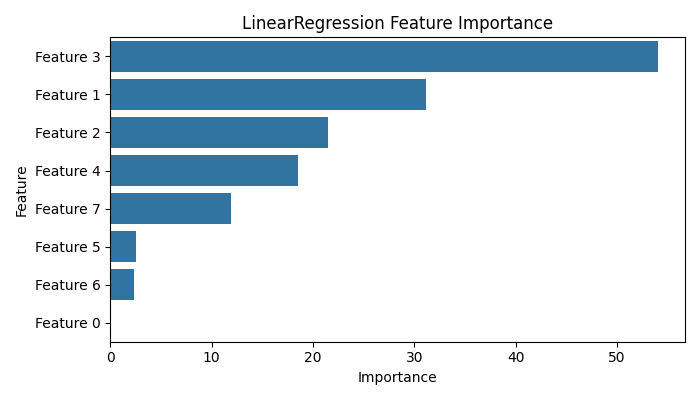 LinearRegression Feature Importance
Feature 3
Feature 1
Feature 2
Feature 4
Feature 7
Feature 5
Feature 6
Feature 0
Feature
0 10 20 30 40 50
Importance